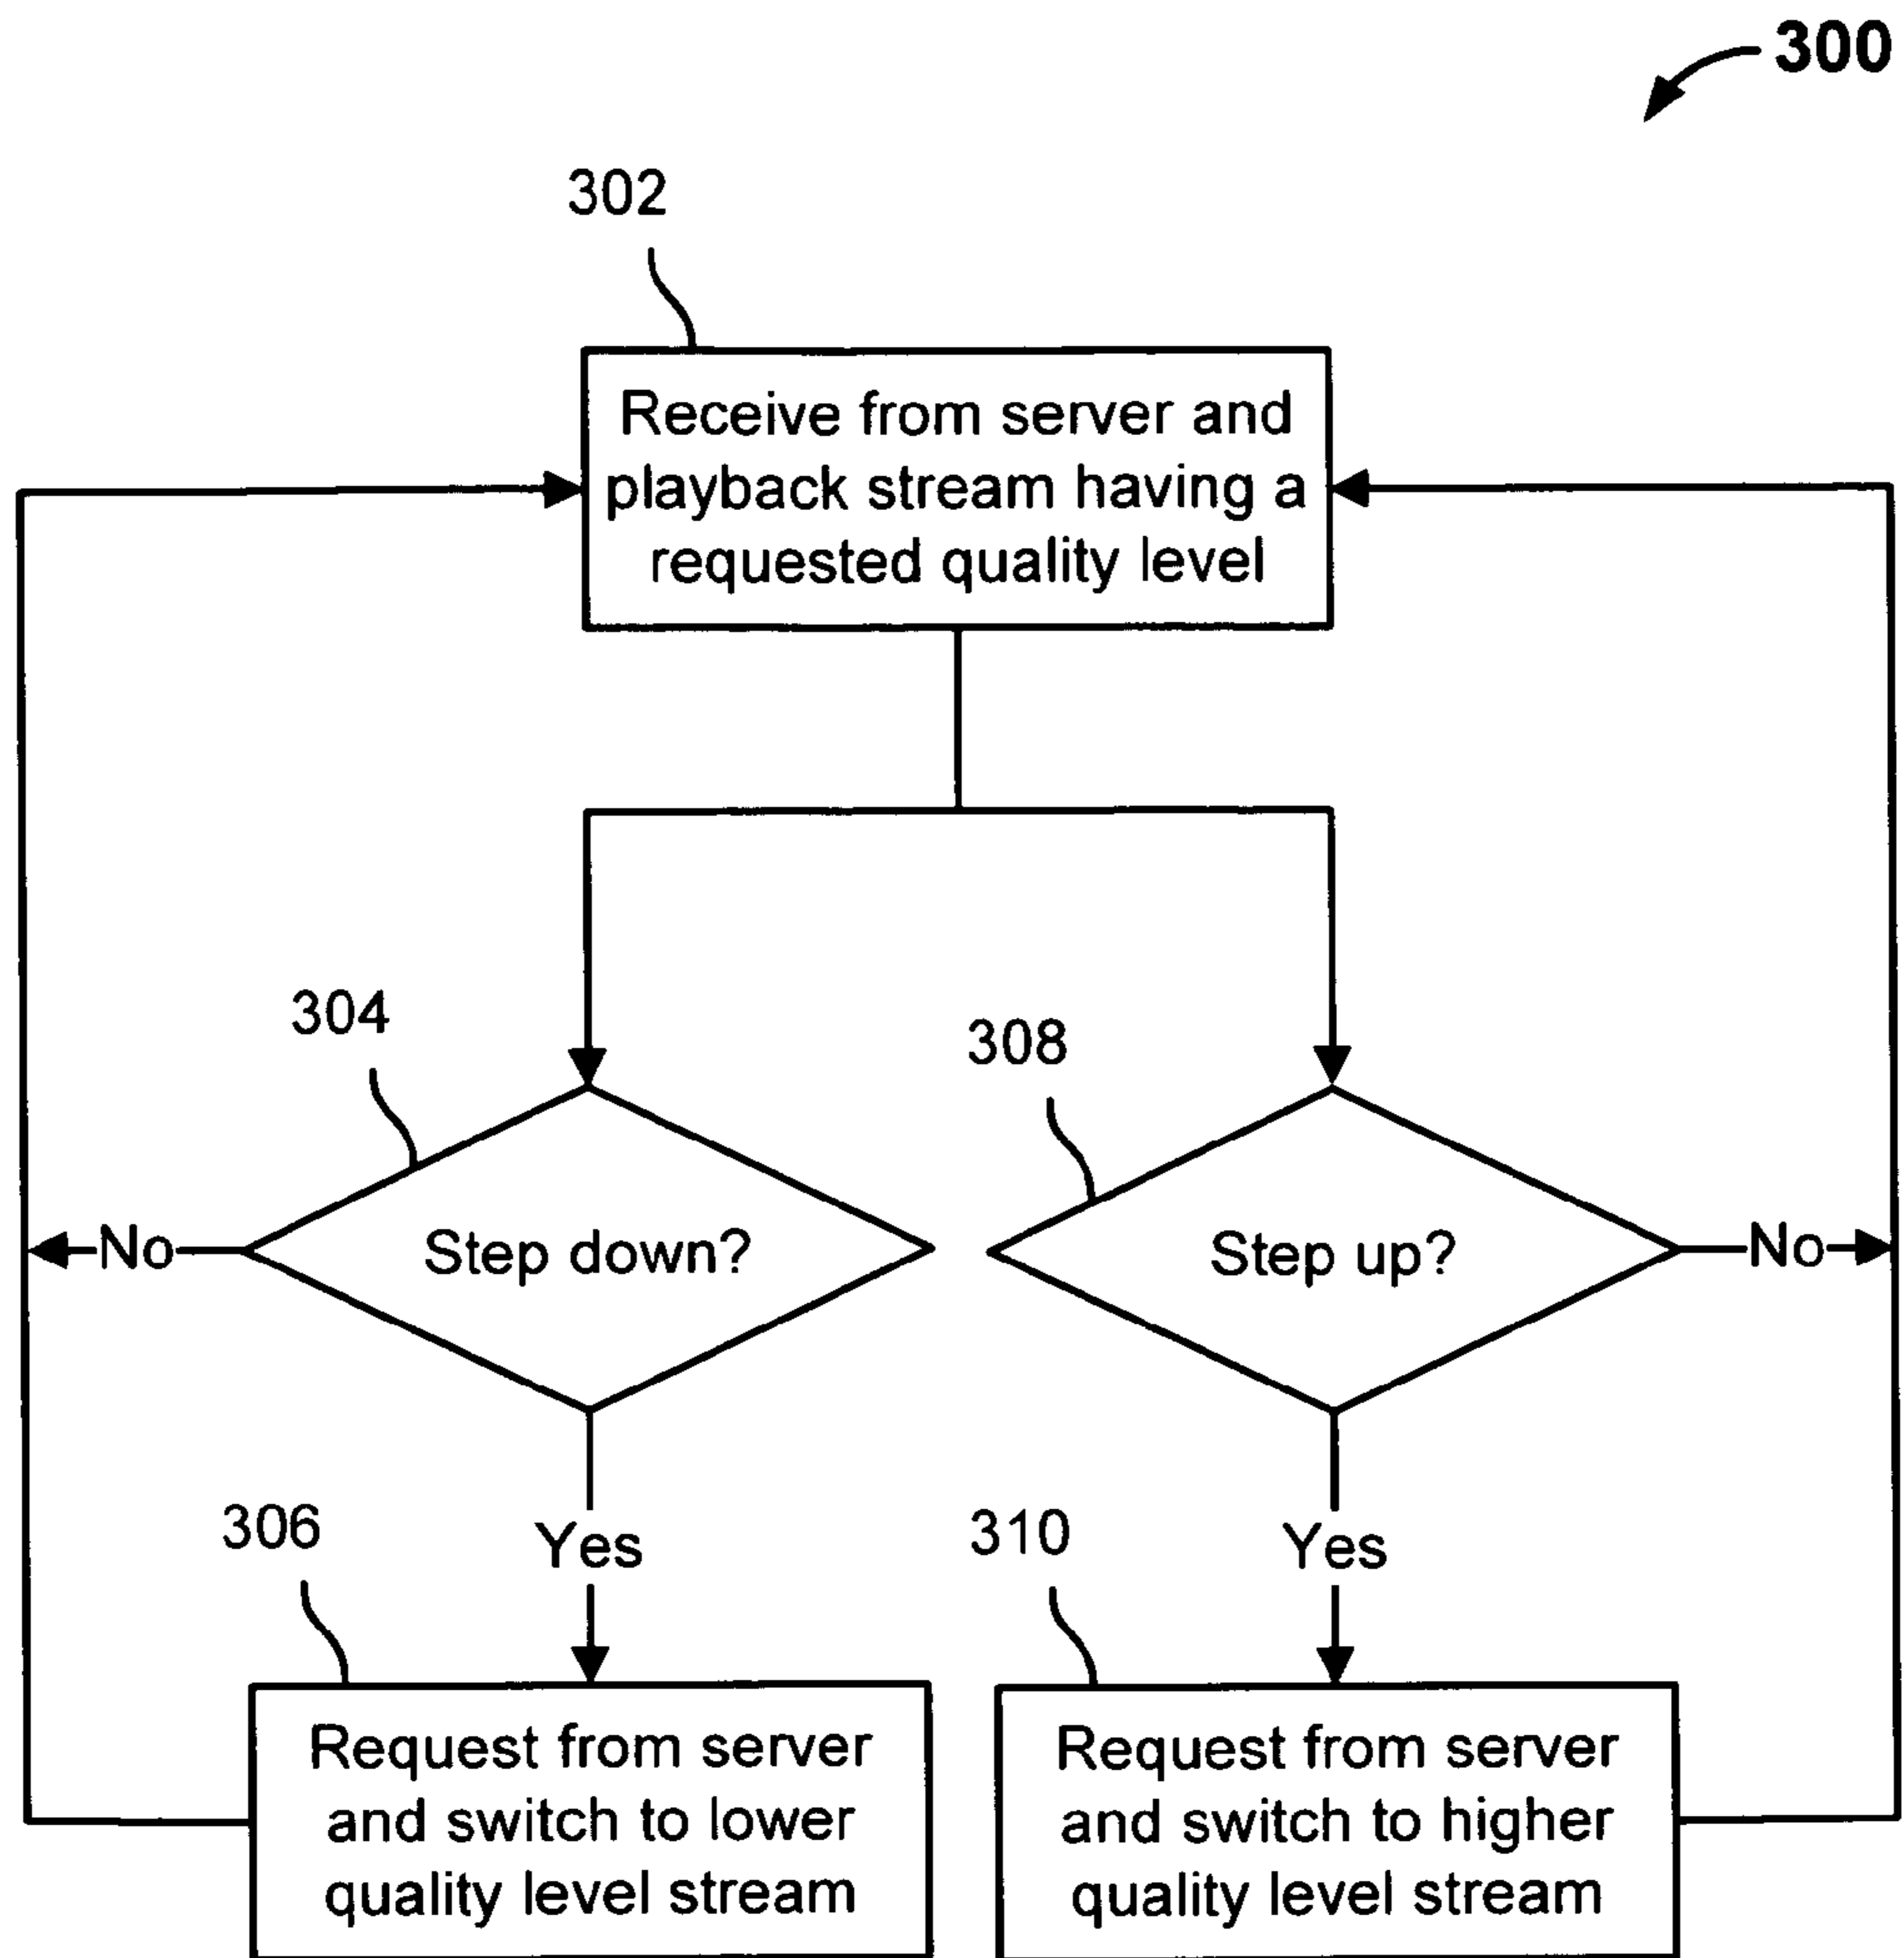 300
302
Receive from server and
playback stream having a
requested quality level
304
308
No
Step down?
Step up?
No
306
Yes
310
Yes
Request from server
and switch to lower
quality level stream
Request from server
and switch to higher
quality level stream